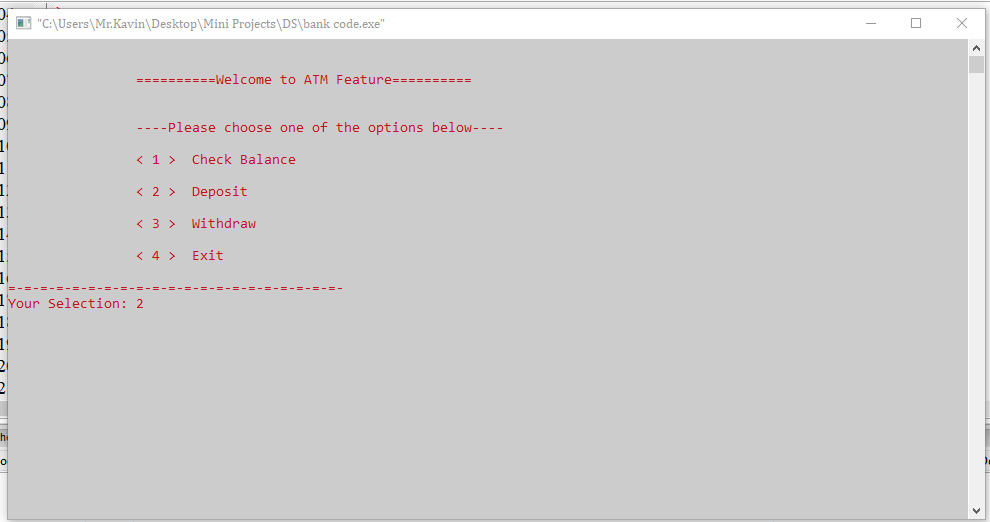 "C:\Users\Mr.Kavin\Desktop\Mini Projects\DS\bank code.exe"
==========Welcome to ATM Feature==========
----Please choose one of the options below----
< 1 >  Check Balance
< 2 >  Deposit
< 3 >  Withdraw
< 4 >  Exit
=-=-=-=-=-=-=-=-=-=-=-=-=-=-=-=-=-=-=-=-=-
Your Selection: 2